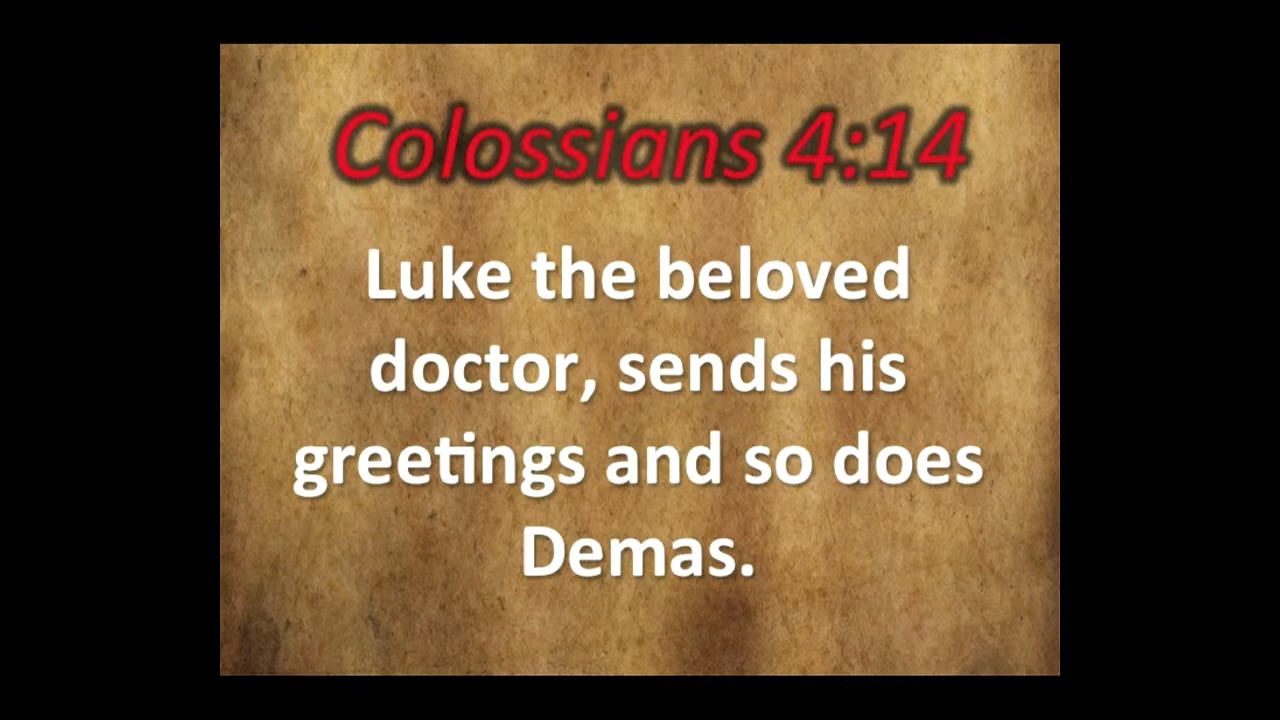 Colossians 4:14
Luke the beloved
doctor, sends his
greetings and so does
Demas.